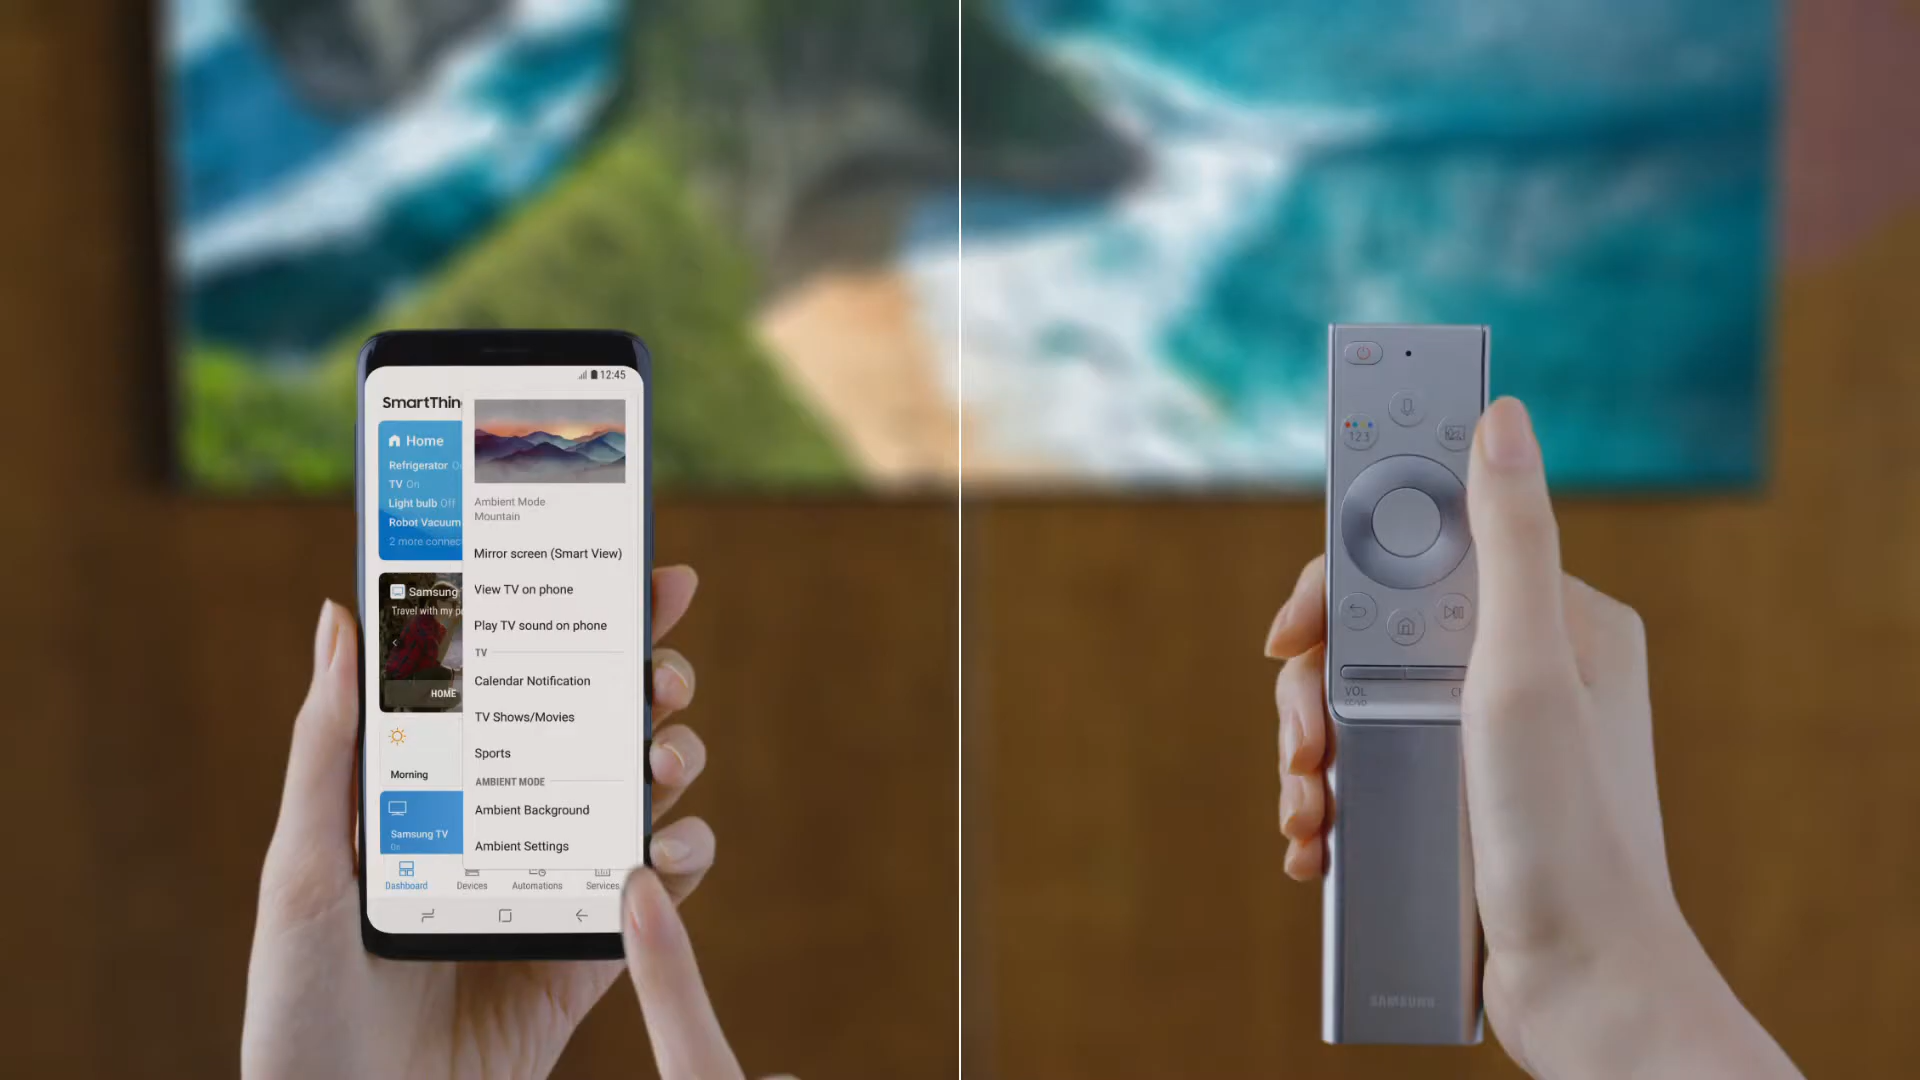 12:45
SmartThin
Home
Refrigerator
TV On
Light bulb Off
Robot Vacuum
2 more connec
Samsung
Travel with my p
HOME
Morning
Samsung TV
On
Ambient Mode
Mountain
Mirror screen (Smart View)
View TV on phone
Play TV sound on phone
TV
Calendar Notification
TV Shows/Movies
Sports
AMBIENT MODE
Ambient Background
Ambient Settings
Dashboard
Devices
Automations
Services
123
VOL
CC/VD
SAMSUNG